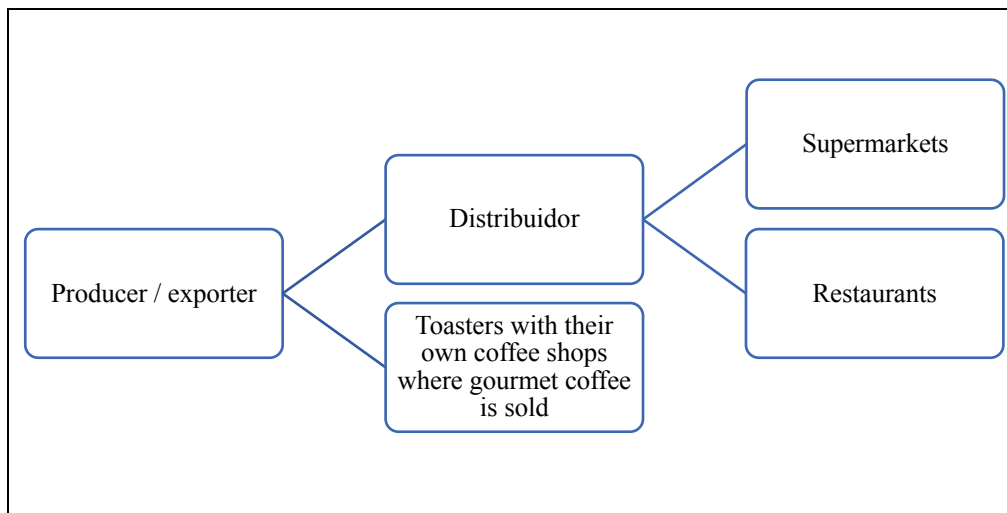 Producer / exporter
Distribuidor
Toasters with their
own coffee shops
where gourmet coffee
is sold
Supermarkets
Restaurants